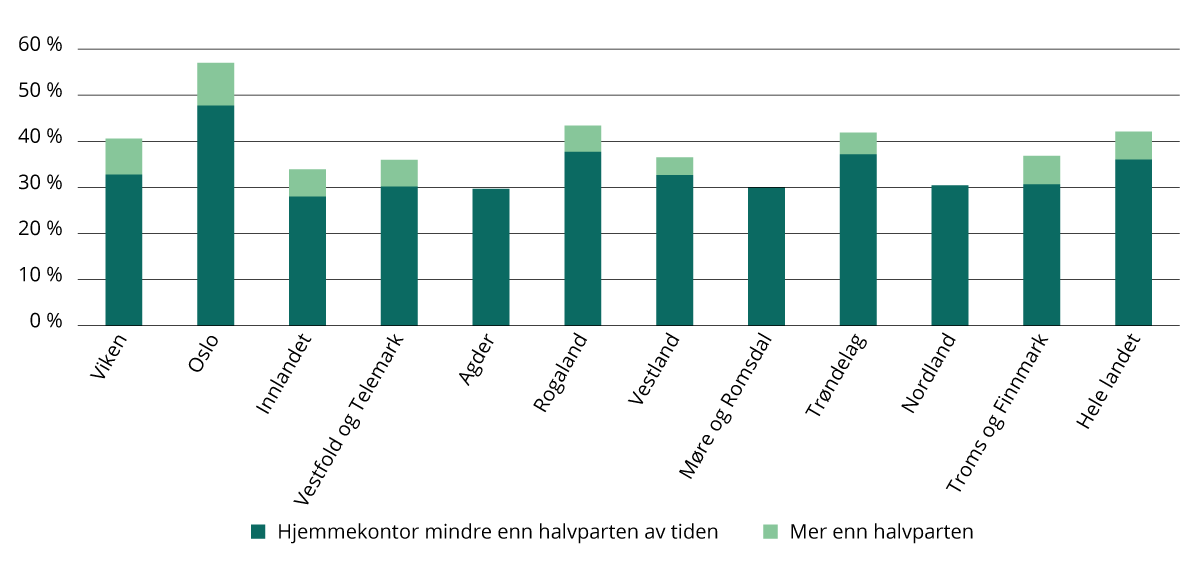 60 %
50 %
40 %
30 %
20 %
10 %
0 %
Viken
Oslo
Innlandet
Vestfold og Telemark
Agder
Rogaland
Vestland
Møre og Romsdal
Trøndelag
Nordland
Troms og Finnmark
Hele landet
Hjemmekontor mindre enn halvparten av tiden
Mer enn halvparten